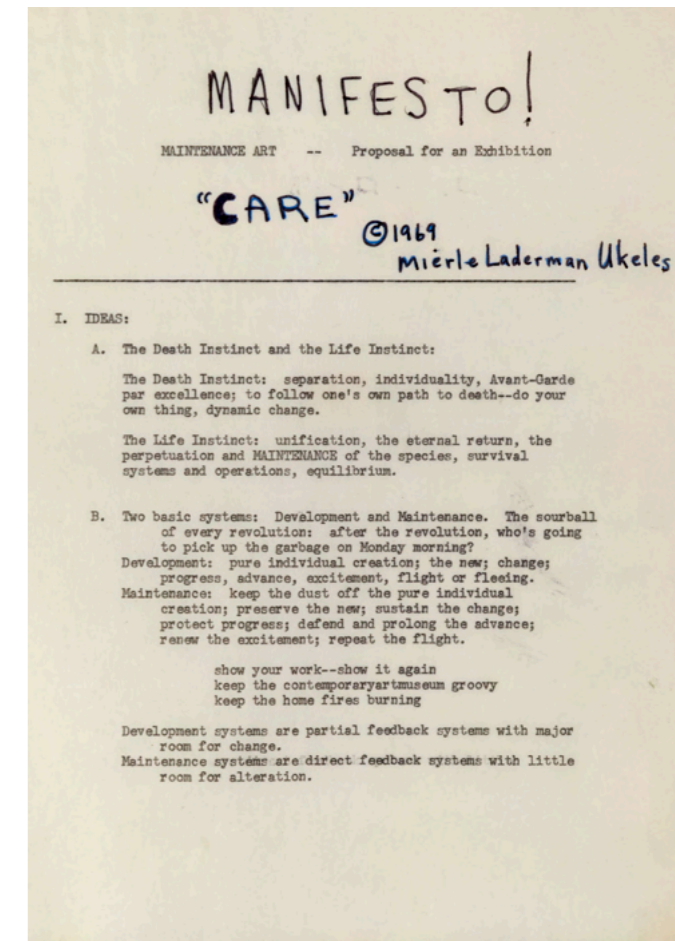 MANIFESTO!
MAINTENANCE ART -- Proposal for an Exhibition
"CARE"
©1969
Mierle Laderman Ukeles
I. IDEAS:
A. The Death Instinct and the Life Instinct:
The Death Instinct: separation, individuality, Avant-Garde
par excellence; to follow one's own path to death--do your
own thing, dynamic change.
The Life Instinct: unification, the eternal return, the
perpetuation and MAINTENANCE of the species, survival
systems and operations, equilibrium.
B. Two basic systems: Development and Maintenance. The sourball
of every revolution: after the revolution, who's going
to pick up the garbage on Monday morning?
Development: pure individual creation; the new; change;
progress, advance, excitement, flight or fleeing.
Maintenance: keep the dust off the pure individual
creation; preserve the new; sustain the change;
protect progress; defend and prolong the advance;
renew the excitement; repeat the flight.
show your work--show it again
keep the contemporaryartmuseum groovy
keep the home fires burning
Development systems are partial feedback systems with major
room for change.
Maintenance systems are direct feedback systems with little
room for alteration.